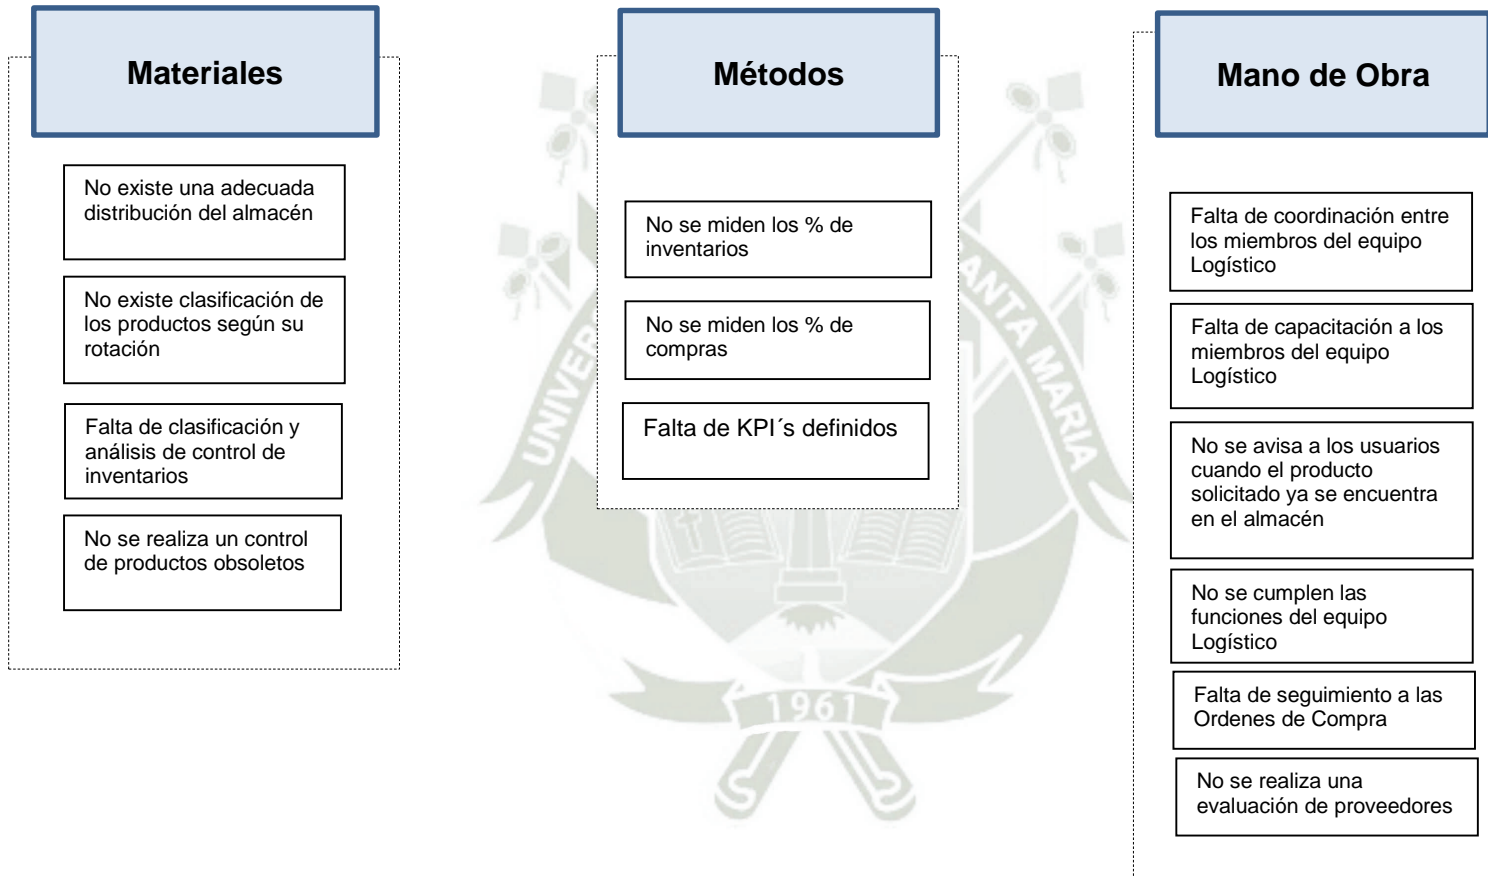 Materiales
No existe una adecuada
distribución del almacén
No existe clasificación de
los productos según su
rotación
Falta de clasificación y
análisis de control de
inventarios
No se realiza un control
de productos obsoletos
Métodos
No se miden los % de
inventarios
No se miden los % de
compras
Falta de KPI´s definidos
Mano de Obra
Falta de coordinación entre
los miembros del equipo
Logístico
Falta de capacitación a los
miembros del equipo
Logístico
No se avisa a los usuarios
cuando el producto
solicitado ya se encuentra
en el almacén
No se cumplen las
funciones del equipo
Logístico
Falta de seguimiento a las
Ordenes de Compra
No se realiza una
evaluación de proveedores
UNIVER
ANTA MARIA
1961